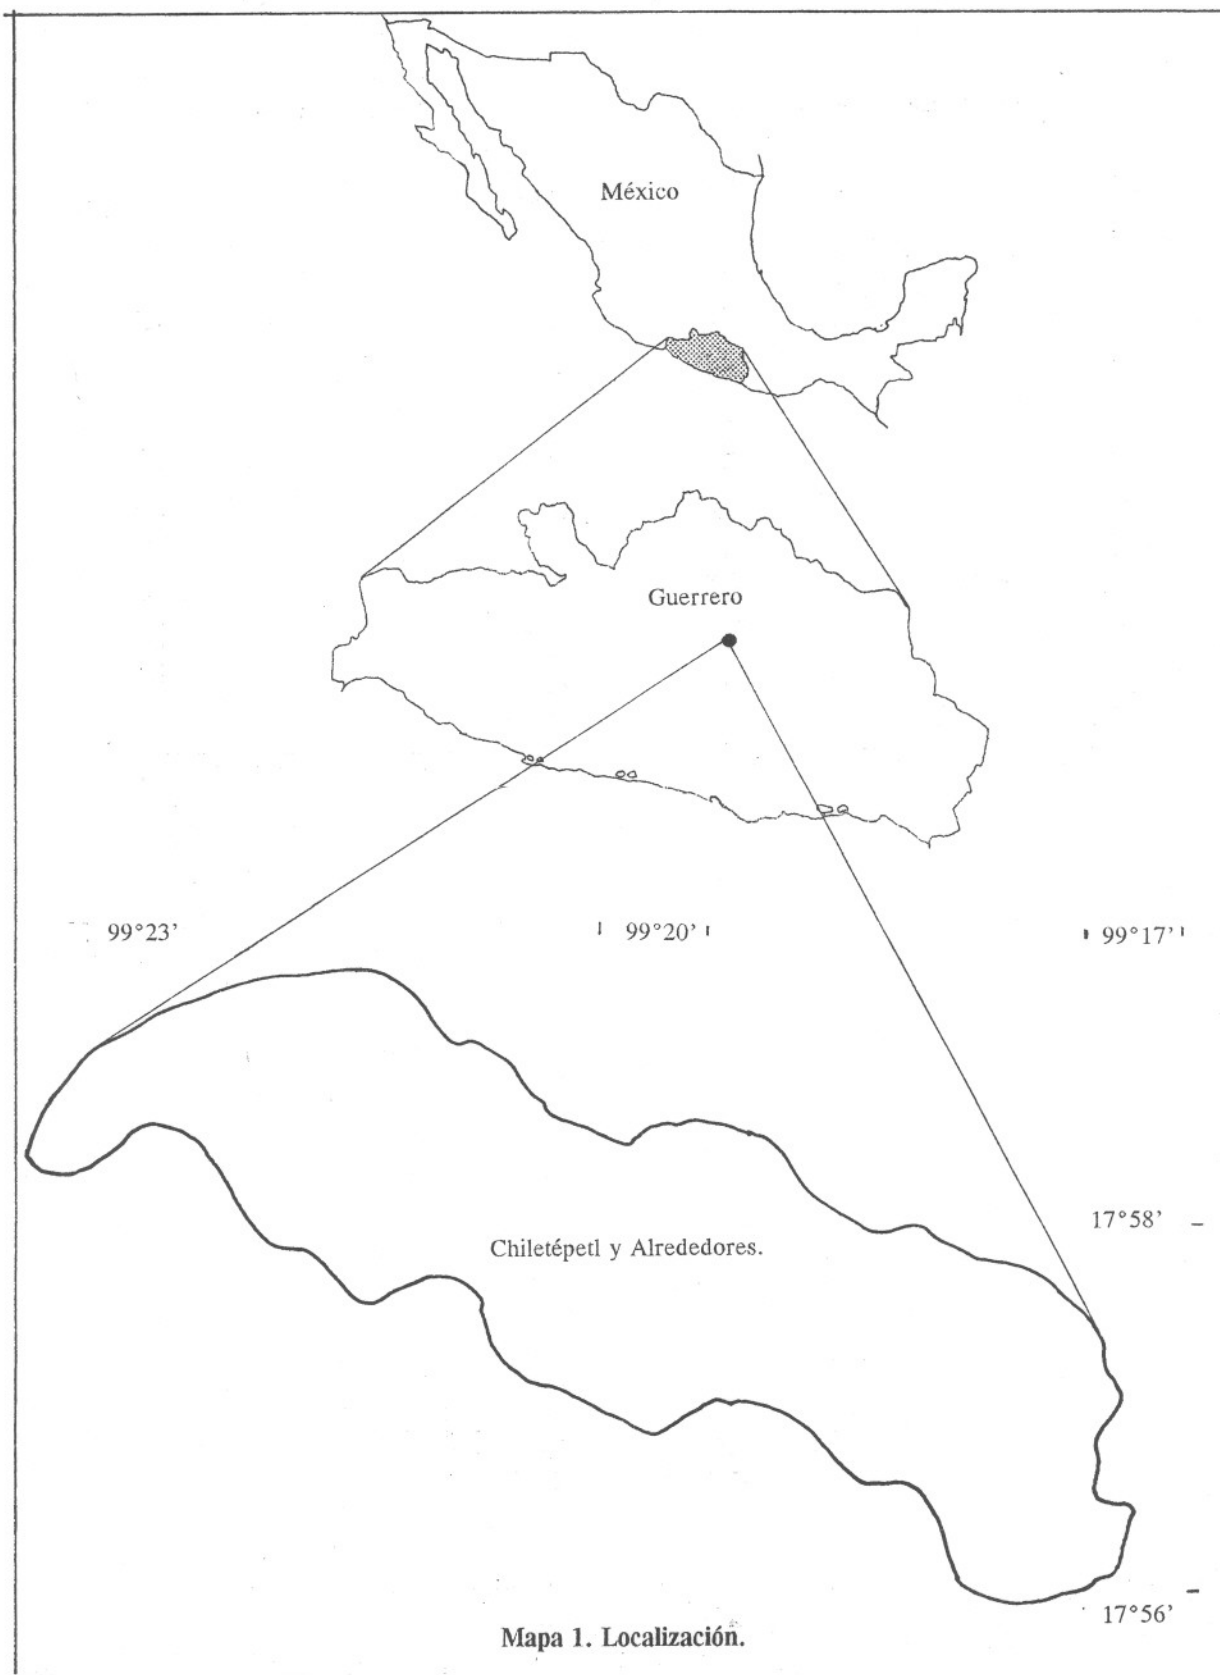 México
Guerrero
99°23’ 99°20’ 99°17’
17°58’
Chiletépetl y Alrededores.
17°56’
Mapa 1. Localización.